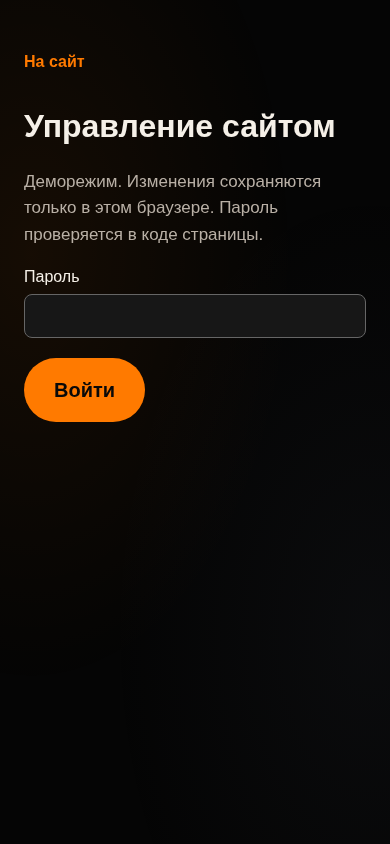 На сайт
Управление сайтом
Деморежим. Изменения сохраняются
только в этом браузере. Пароль
проверяется в коде страницы.
Пароль
Войти